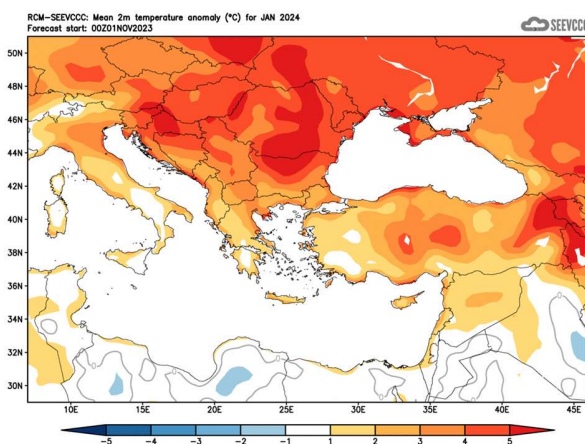 RCM-SEEVCCC: Mean 2m temperature anomaly (°C) for JAN 2024
Forecast start: 00Z01NOV2023
SEEVCCC
50N
48N
46N
44N
42N
40N
38N
36N
34N
32N
30N
10E 15E 20E 25E 30E 35E 40E 45E
-5 -4 -3 -2 -1 1 2 3 4 5